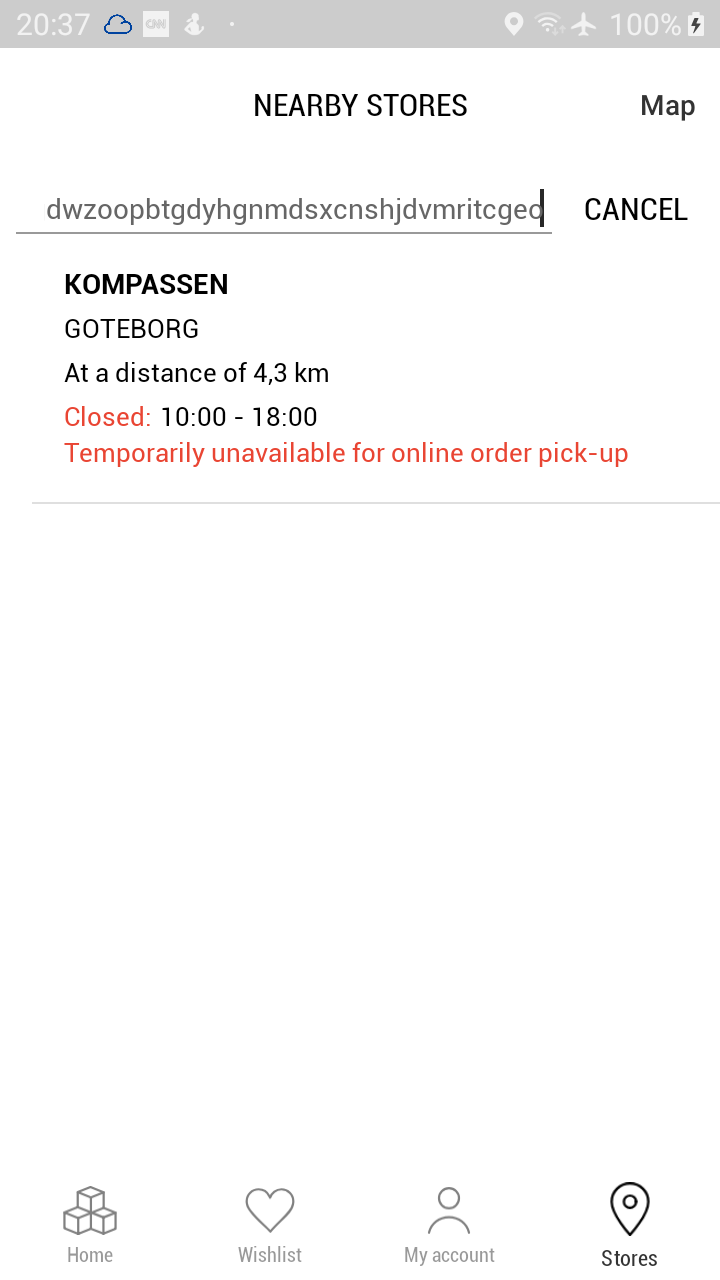 20:37 CNN 100%
NEARBY STORES Map
dwzoopbtgdyhgnmdsxcnshjdvmritcgeo CANCEL
KOMPASSEN
GOTEBORG
At a distance of 4,3 km
Closed: 10:00 - 18:00
Temporarily unavailable for online order pick-up
Home Wishlist My account Stores